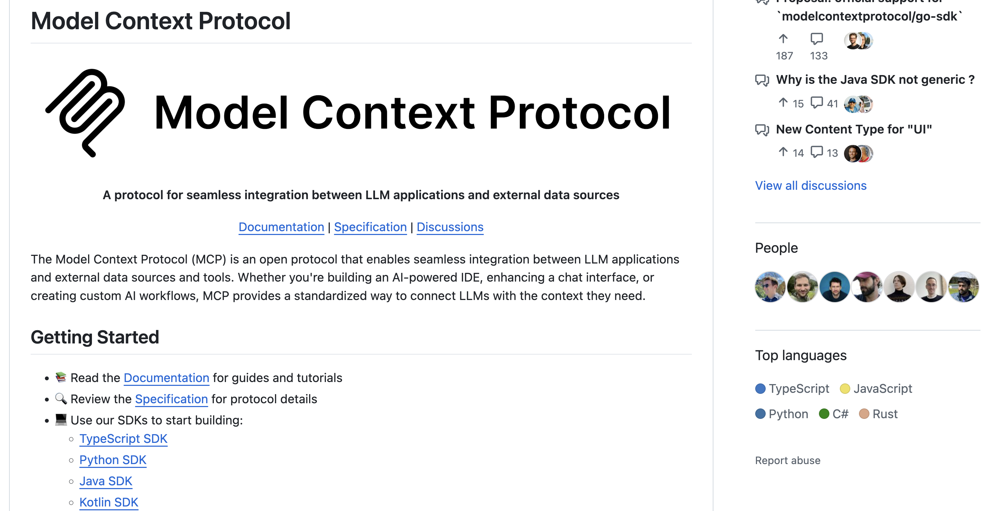 Model Context Protocol
Model Context Protocol
A protocol for seamless integration between LLM applications and external data sources
Documentation | Specification | Discussions
The Model Context Protocol (MCP) is an open protocol that enables seamless integration between LLM applications
and external data sources and tools. Whether you're building an AI-powered IDE, enhancing a chat interface, or
creating custom AI workflows, MCP provides a standardized way to connect LLMs with the context they need.
Getting Started
Read the Documentation for guides and tutorials
Review the Specification for protocol details
Use our SDKs to start building:
TypeScript SDK
Python SDK
Java SDK
Kotlin SDK
Proposal: official support for
`modelcontextprotocol/go-sdk`
187 133
Why is the Java SDK not generic ?
15 41
New Content Type for "UI"
14 13
View all discussions
People
Top languages
TypeScript JavaScript
Python C# Rust
Report abuse